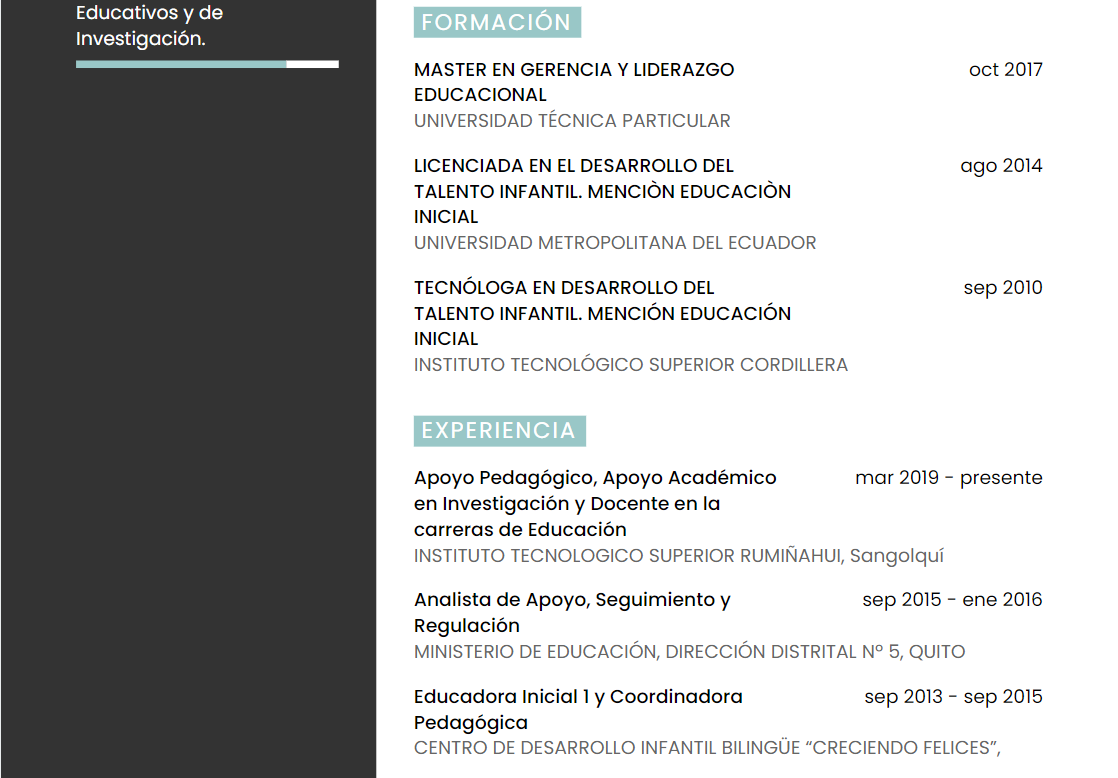 Educativos y de
Investigación.
FORMACIÓN
MASTER EN GERENCIA Y LIDERAZGO
EDUCACIONAL
oct 2017
UNIVERSIDAD TÉCNICA PARTICULAR
LICENCIADA EN EL DESARROLLO DEL
TALENTO INFANTIL. MENCIÒN EDUCACIÒN
INICIAL
ago 2014
UNIVERSIDAD METROPOLITANA DEL ECUADOR
TECNÓLOGA EN DESARROLLO DEL
TALENTO INFANTIL. MENCIÓN EDUCACIÓN
INICIAL
sep 2010
INSTITUTO TECNOLÓGICO SUPERIOR CORDILLERA
EXPERIENCIA
Apoyo Pedagógico, Apoyo Académico
en Investigación y Docente en la
carreras de Educación
mar 2019 - presente
INSTITUTO TECNOLOGICO SUPERIOR RUMIÑAHUI, Sangolquí
Analista de Apoyo, Seguimiento y
Regulación
sep 2015 - ene 2016
MINISTERIO DE EDUCACIÓN, DIRECCIÓN DISTRITAL Nº 5, QUITO
Educadora Inicial 1 y Coordinadora
Pedagógica
sep 2013 - sep 2015
CENTRO DE DESARROLLO INFANTIL BILINGÜE “CRECIENDO FELICES”,